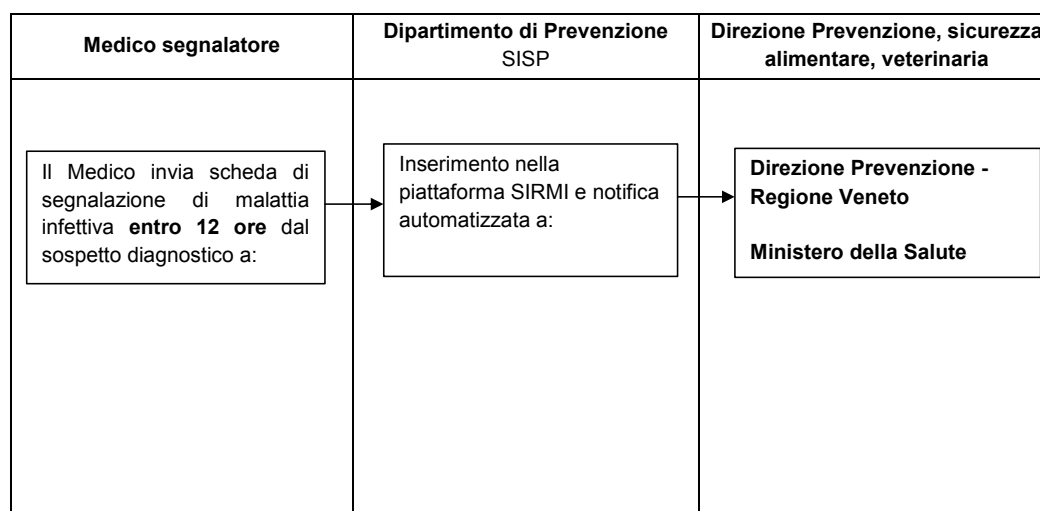 Medico segnalatore
Dipartimento di Prevenzione
SISP
Direzione Prevenzione, sicurezza
alimentare, veterinaria
Il Medico invia scheda di
segnalazione di malattia
infettiva entro 12 ore dal
sospetto diagnostico a:
Inserimento nella
piattaforma SIRMI e notifica
automatizzata a:
Direzione Prevenzione -
Regione Veneto
Ministero della Salute